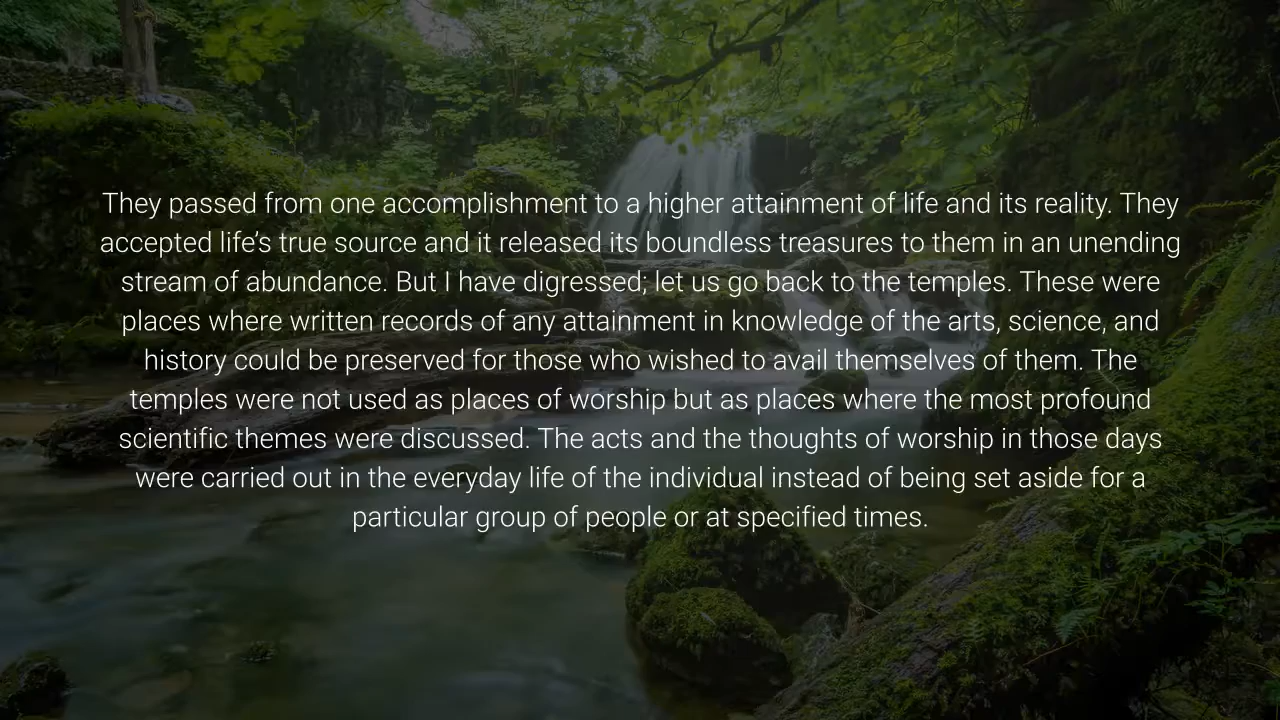 They passed from one accomplishment to a higher attainment of life and its reality. They
accepted life’s true source and it released its boundless treasures to them in an unending
stream of abundance. But I have digressed; let us go back to the temples. These were
places where written records of any attainment in knowledge of the arts, science, and
history could be preserved for those who wished to avail themselves of them. The
temples were not used as places of worship but as places where the most profound
scientific themes were discussed. The acts and the thoughts of worship in those days
were carried out in the everyday life of the individual instead of being set aside for a
particular group of people or at specified times.